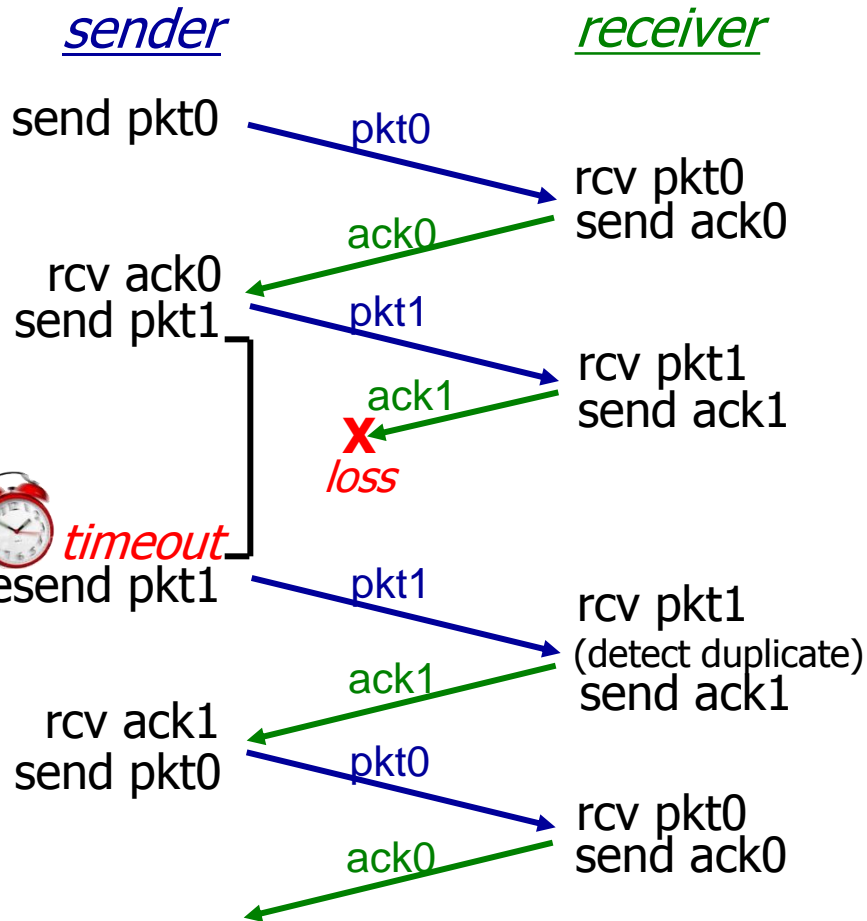 sender
receiver
send pkt0
pkt0
rcv pkt0
send ack0
ack0
rcv ack0
send pkt1
pkt1
rcv pkt1
send ack1
ack1
X
loss
timeout
esend pkt1
pkt1
rcv pkt1
(detect duplicate)
send ack1
ack1
rcv ack1
send pkt0
pkt0
rcv pkt0
send ack0
ack0